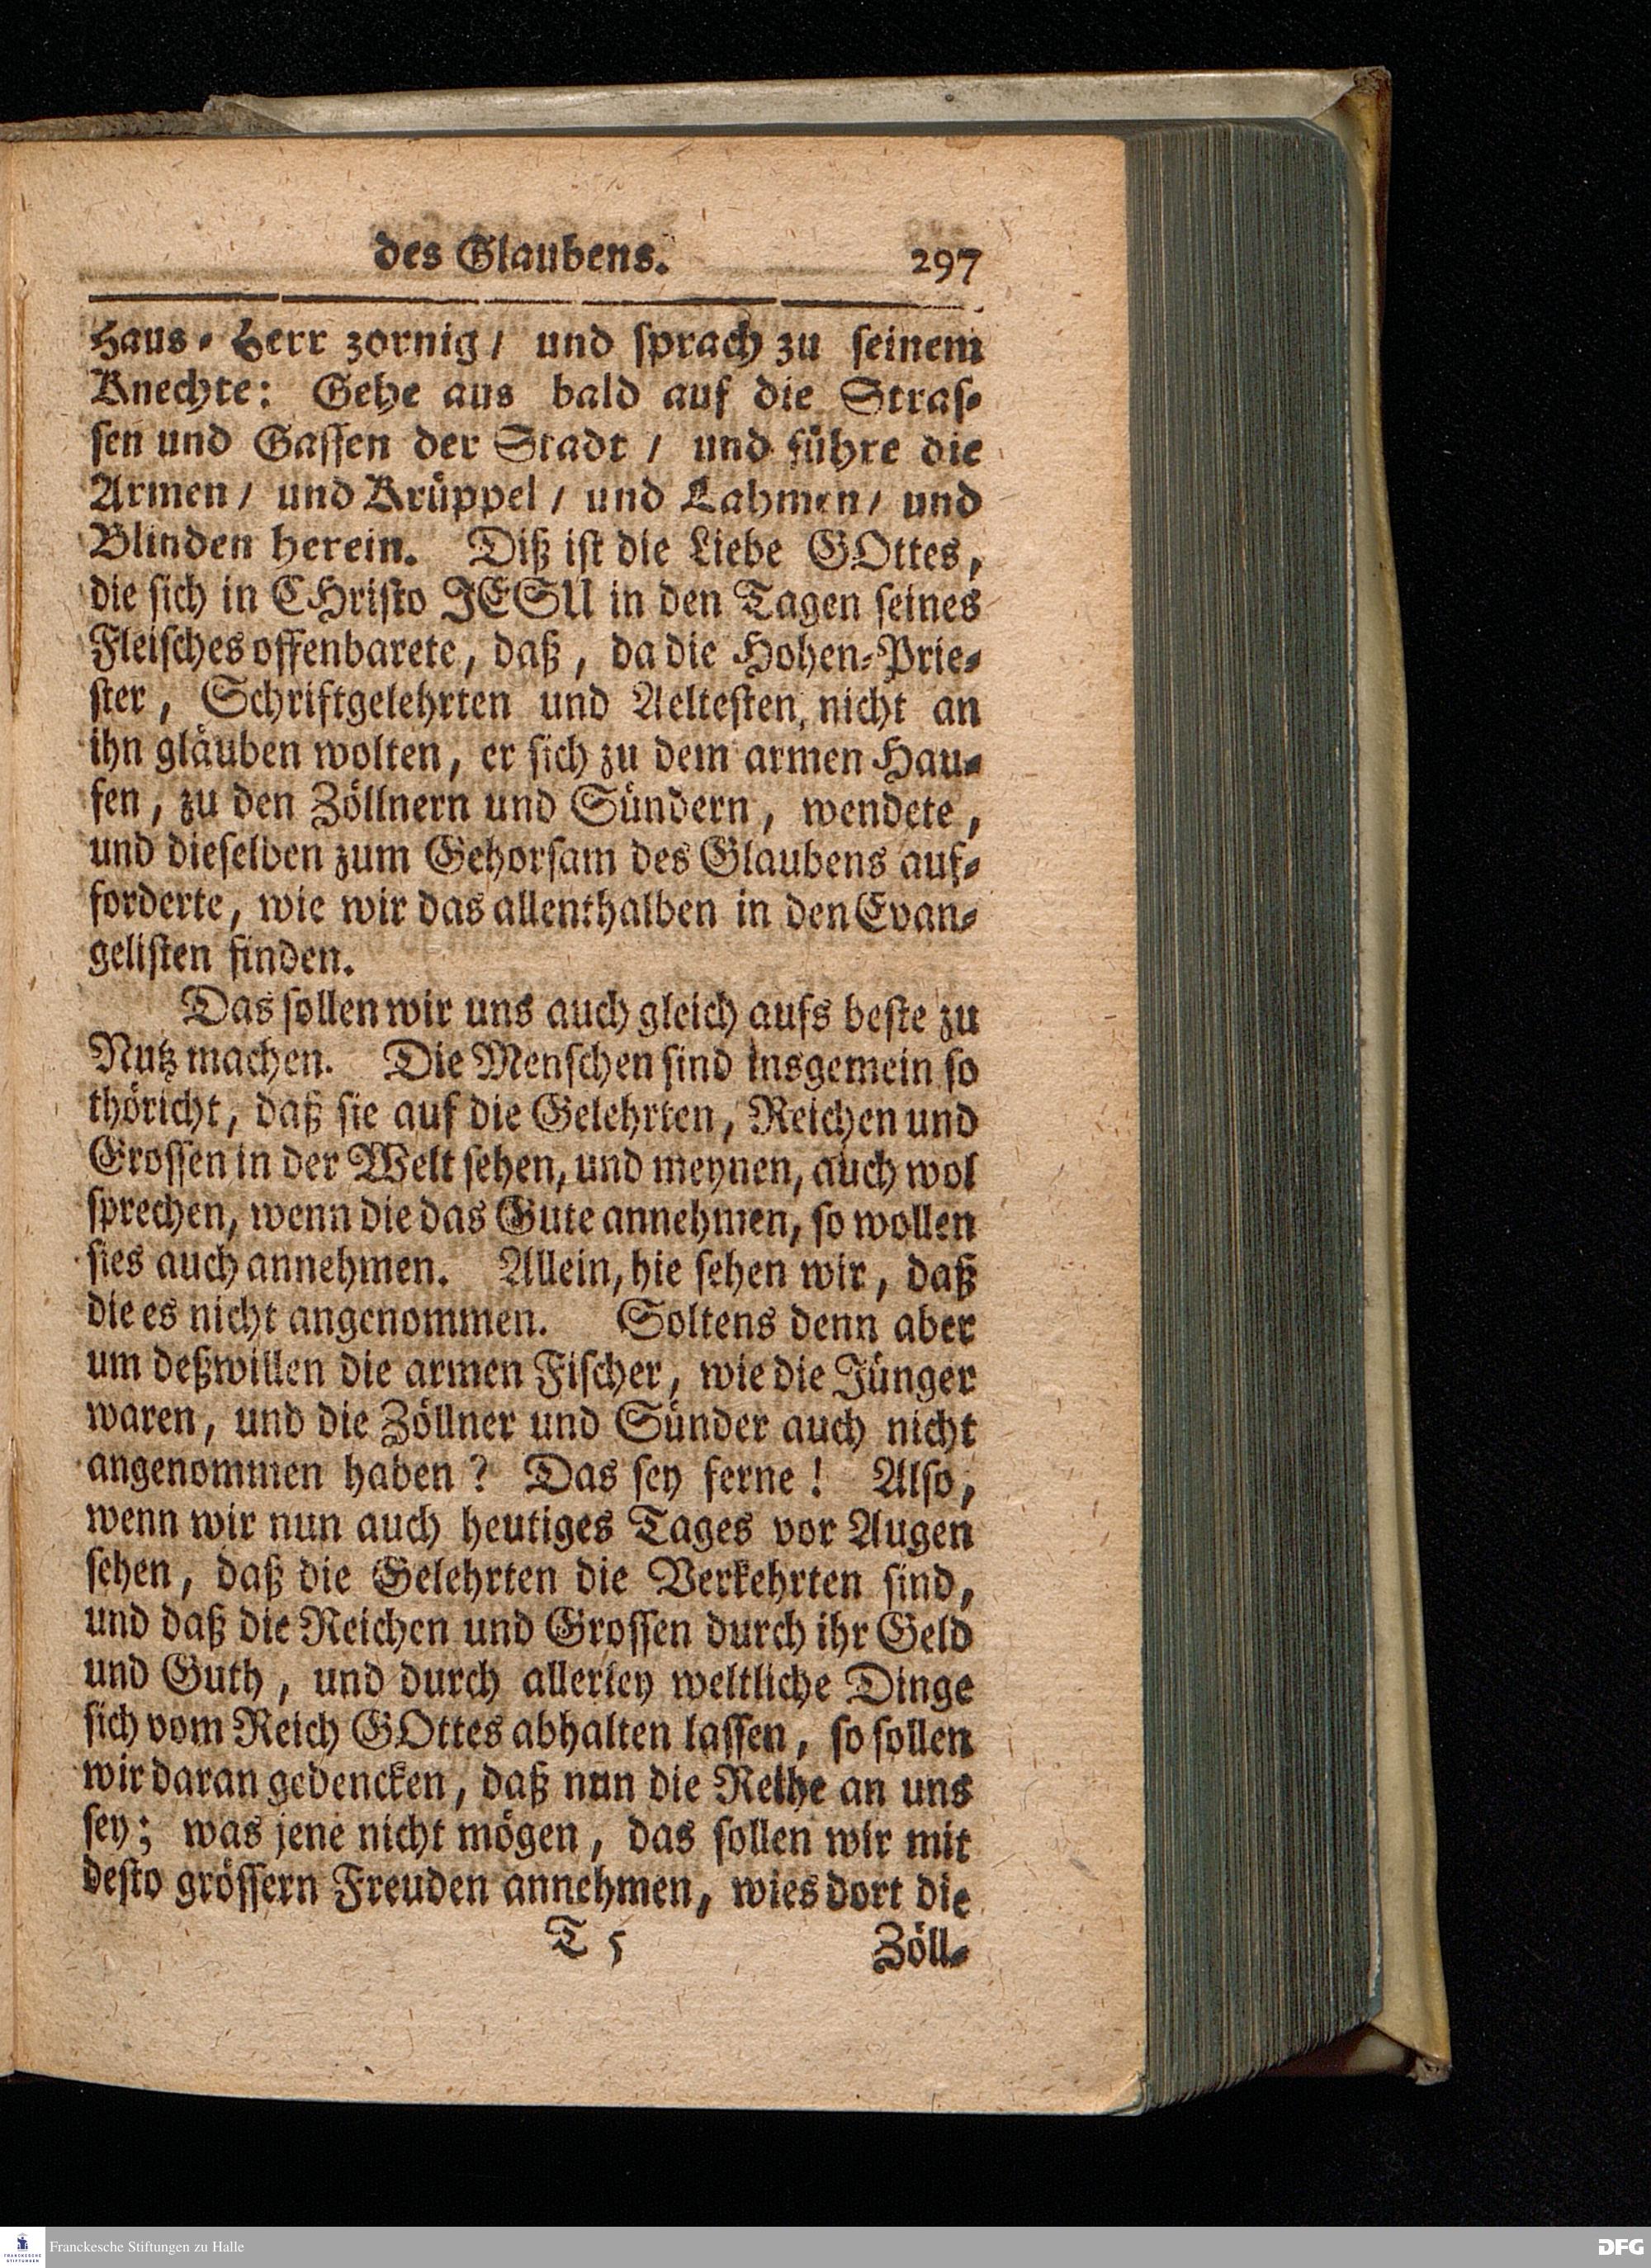 des Glaubens. 297
Haus-Herr zornig/ und sprach zu seinem
Knechte: Gehe aus bald auf die Stras-
sen und Gassen der Stadt / und führe die
Armen/ und Krüppel/ und Lahmen/ und
Blinden herein. Diß ist die Liebe GOttes,
die sich in CHristo JESU in den Tagen seines
Fleisches offenbarete, daß, da die Hohen-Prie-
ster, Schriftgelehrten und Aeltesten, nicht an
ihn gläuben wolten, er sich zu dem armen Hau-
fen, zu den Zöllnern und Sündern, wendete,
und dieselben zum Gehorsam des Glaubens auf-
forderte, wie wir das allenthalben in den Evan-
gelisten finden.
Das sollen wir uns auch gleich aufs beste zu
Nutz machen. Die Menschen sind insgemein so
thöricht, daß sie auf die Gelehrten, Reichen und
Grossen in der Welt sehen, und meynen, auch wol
sprechen, wenn die das Gute annehmen, so wollen
sies auch annehmen. Allein, hie sehen wir, daß
die es nicht angenommen. Soltens denn aber
um deßwillen die armen Fischer, wie die Jünger
waren, und die Zöllner und Sünder auch nicht
angenommen haben? Das sey ferne! Also,
wenn wir nun auch heutiges Tages vor Augen
sehen, daß die Gelehrten die Verkehrten sind,
und daß die Reichen und Grossen durch ihr Geld
und Guth, und durch allerley weltliche Dinge
sich vom Reich GOttes abhalten lassen, so sollen
wir daran gedencken, daß nun die Reihe an uns
sey; was jene nicht mögen, das sollen wir mit
desto grössern Freuden annehmen, wies dort die
T 5 Zöll-
FRANCKESCHE
STIFTUNGEN
Franckesche Stiftungen zu Halle
DFG